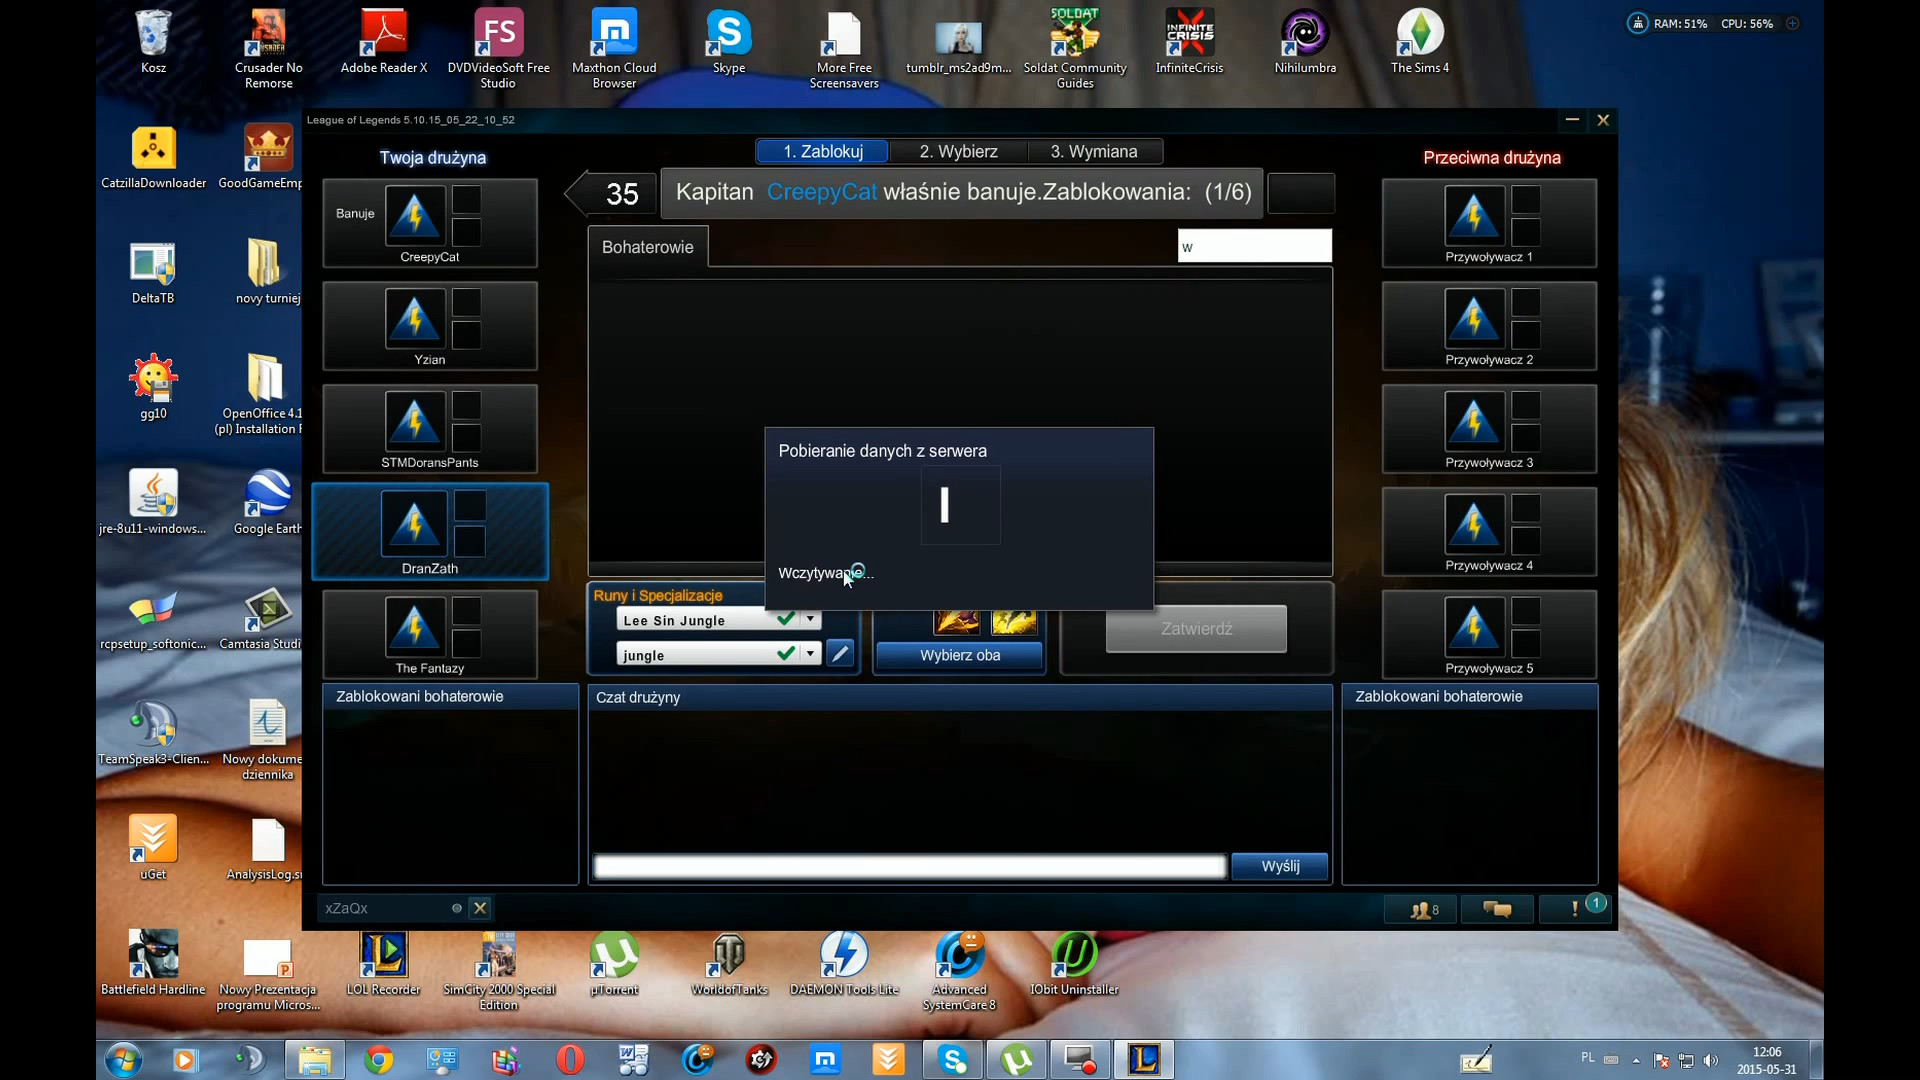 Kosz
Crusader No
Remorse
Adobe Reader X
FS
DVDVideoSoft Free
Studio
Maxthon Cloud
Browser
Skype
More Free
Screensavers
tumblr_ms2ad9m...
SOLDAT
Soldat Community
Guides
INFINITE
CRISIS
InfiniteCrisis
Nihilumbra
The Sims 4
RAM: 51%
CPU: 56%
League of Legends 5.10.15_05_22_10_52
Twoja drużyna
1. Zablokuj
2. Wybierz
3. Wymiana
Przeciwna drużyna
35
Kapitan CreepyCat właśnie banuje.Zablokowania: (1/6)
Banuje
CreepyCat
Yzian
STMDoransPants
DranZath
The Fantazy
Bohaterowie
w
Przywoływacz 1
Przywoływacz 2
Przywoływacz 3
Przywoływacz 4
Przywoływacz 5
Pobieranie danych z serwera
Wczytywanie...
Runy i Specjalizacje
Lee Sin Jungle
jungle
Wybierz oba
Zatwierdź
Zablokowani bohaterowie
Czat drużyny
Zablokowani bohaterowie
Wyślij
xZaQx
8
1
CatzillaDownloader
GoodGameEmp
DeltaTB
novy turniej
gg10
OpenOffice 4.1
(pl) Installation F
jre-8u11-windows...
Google Earth
rcpsetup_softonic...
Camtasia Studi
TeamSpeak3-Clien...
Nowy dokume
dziennika
uGet
AnalysisLog.sr
Battlefield Hardline
Nowy Prezentacja
programu Micros...
LOL Recorder
SimCity 2000 Special
Edition
µTorrent
WorldofTanks
DAEMON Tools Lite
Advanced
SystemCare 8
IObit Uninstaller
PL
12:06
2015-05-31